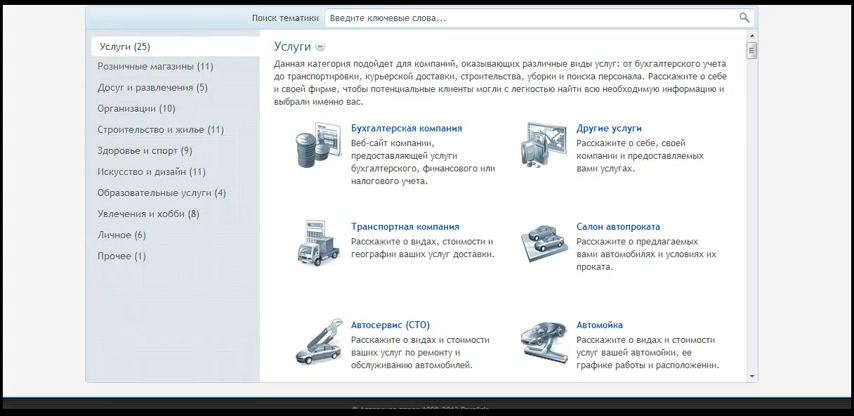 Поиск тематики
Введите ключевые слова...
Услуги (25)
Розничные магазины (11)
Досуг и развлечения (5)
Организации (10)
Строительство и жилье (11)
Здоровье и спорт (9)
Искусство и дизайн (11)
Образовательные услуги (4)
Увлечения и хобби (8)
Личное (6)
Прочее (1)
Услуги
Данная категория подойдет для компаний, оказывающих различные виды услуг: от бухгалтерского учета
до транспортировки, курьерской доставки, строительства, уборки и поиска персонала. Расскажите о себе
и своей фирме, чтобы потенциальные клиенты могли с легкостью найти всю необходимую информацию и
выбрали именно вас.
Бухгалтерская компания
Веб-сайт компании,
предоставляющей услуги
бухгалтерского, финансового или
налогового учета.
Другие услуги
Расскажите о себе, своей
компании и предоставляемых
вами услугах.
Транспортная компания
Расскажите о видах, стоимости и
географии ваших услуг доставки.
Салон автопроката
Расскажите о предлагаемых
вами автомобилях и условиях их
проката.
Автосервис (СТО)
Расскажите о видах и стоимости
ваших услуг по ремонту и
обслуживанию автомобилей.
Автомойка
Расскажите о видах и стоимости
услуг вашей автомойки, ее
графике работы и расположении.